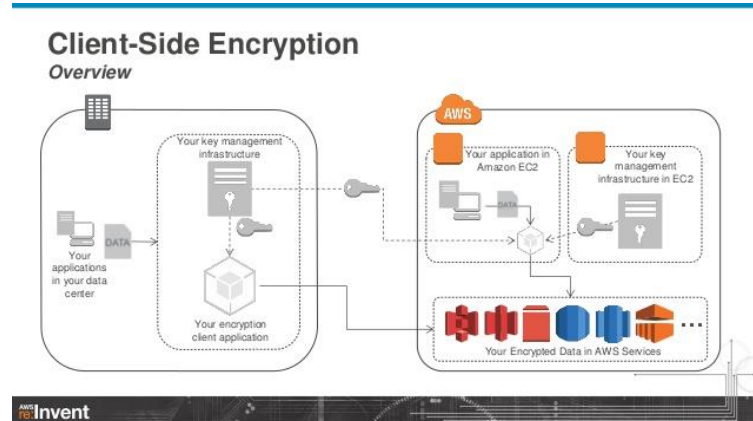 Client-Side Encryption
Overview
AWS
Your key management
infrastructure
Your application in
Amazon EC2
Your key
management
infrastructure in EC2
DATA
DATA
Your
applications
in your data
center
Your encryption
client application
...
Your Encrypted Data in AWS Services
AWS
re:Invent